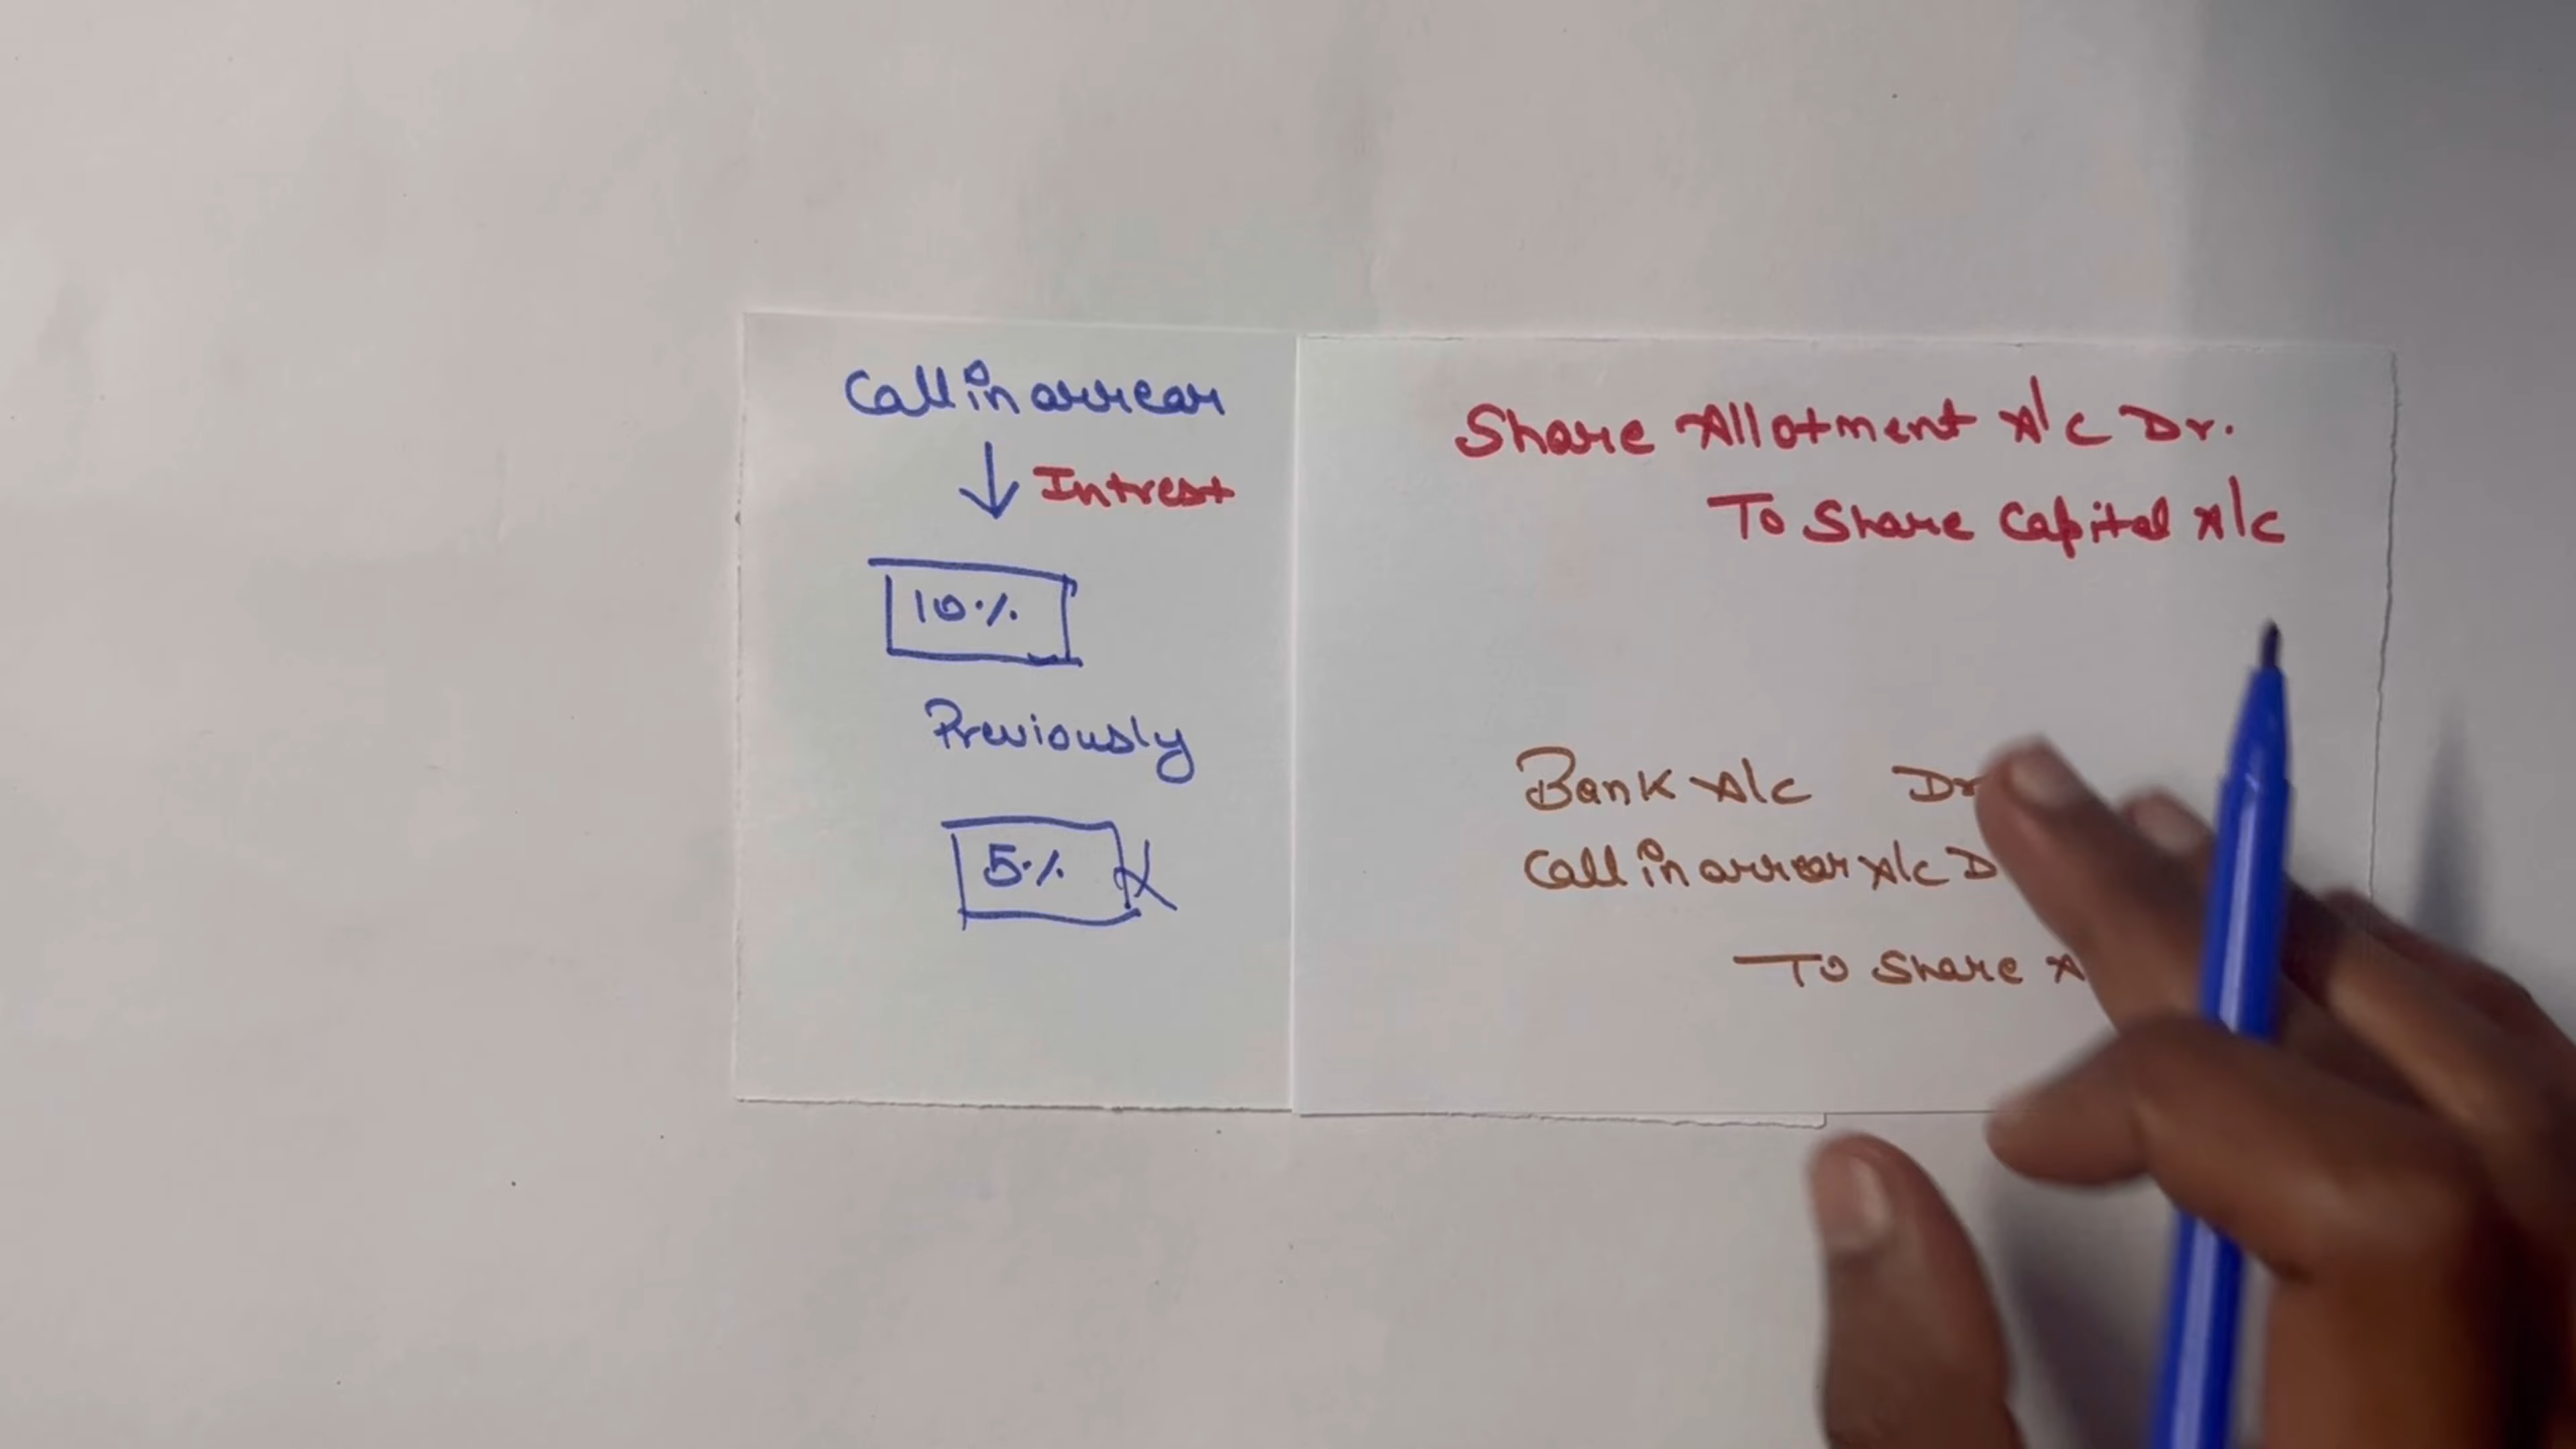 Call in arrear
Intrest
10%
Previously
5%
Share Allotment A/c Dr.
To Share Capital A/c
Bank A/c Dr
Call in arrear A/c D
To Share A